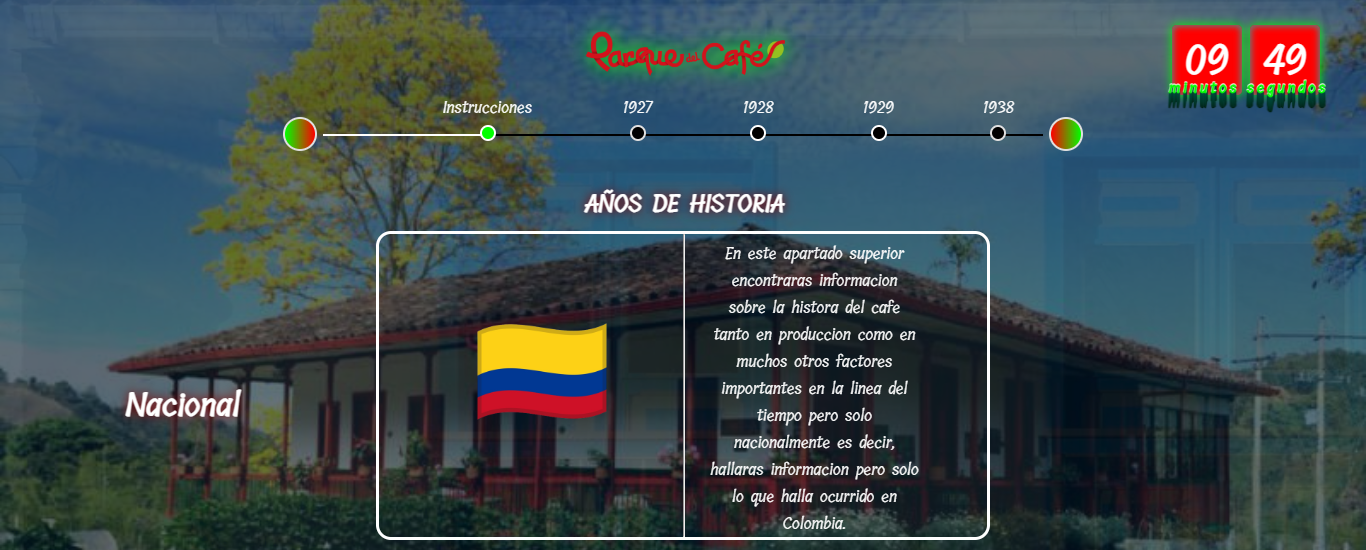 Parque del Café
09 49
minutos segundos
Instrucciones 1927 1928 1929 1938
AÑOS DE HISTORIA
En este apartado superior
encontraras informacion
sobre la histora del cafe
tanto en produccion como en
muchos otros factores
importantes en la linea del
tiempo pero solo
nacionalmente es decir,
hallaras informacion pero solo
lo que halla ocurrido en
Colombia.
Nacional